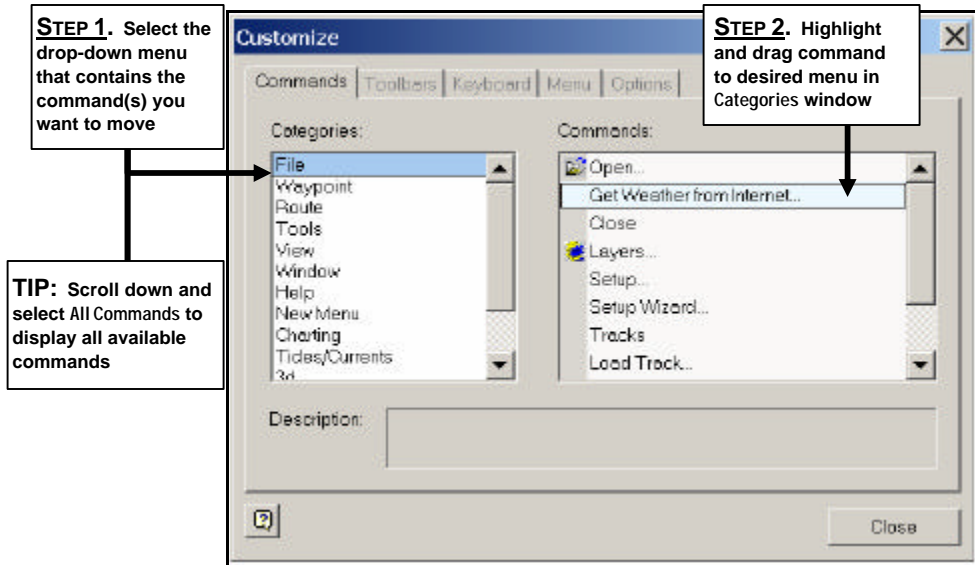 STEP 1. Select the
drop-down menu
that contains the
command(s) you
want to move
TIP: Scroll down and
select All Commands to
display all available
commands
STEP 2. Highlight
and drag command
to desired menu in
Categories window
Customize
Commands Toolbars Keyboard Menu Options
Categories:
File
Waypoint
Route
Tools
View
Window
Help
New Menu
Charting
Tides/Currents
3d
Commands:
Open...
Get Weather from Internet...
Close
Layers...
Setup...
Setup Wizard...
Tracks
Load Track...
Description:
Close